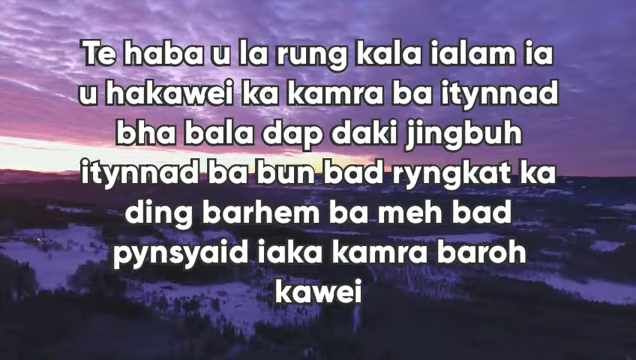 Te haba u la rung kala ialam ia
u hakawei ka kamra ba itynnad
bha bala dap daki jingbuh
itynnad ba bun bad ryngkat ka
ding barhem ba meh bad
pynsyaid iaka kamra baroh
kawei